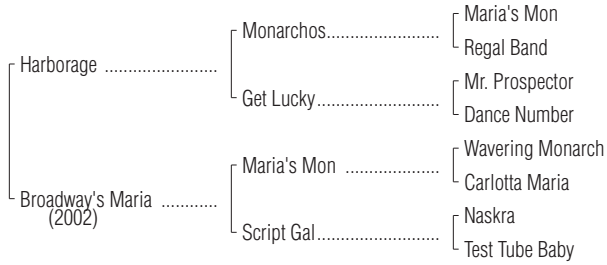 Maria's Mon
Monarchos........................
Regal Band
Harborage ........................
Mr. Prospector
Get Lucky..........................
Dance Number
Wavering Monarch
Maria's Mon ....................
Carlotta Maria
Broadway's Maria ............
(2002)
Naskra
Script Gal..........................
Test Tube Baby